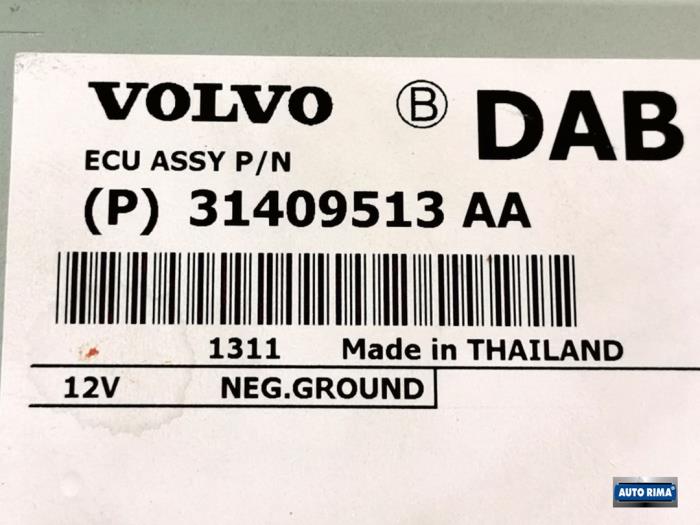 VOLVO Ⓑ DAB
ECU ASSY P/N
(P) 31409513 AA
1311 Made in THAILAND
12V NEG.GROUND
AUTO RIMA